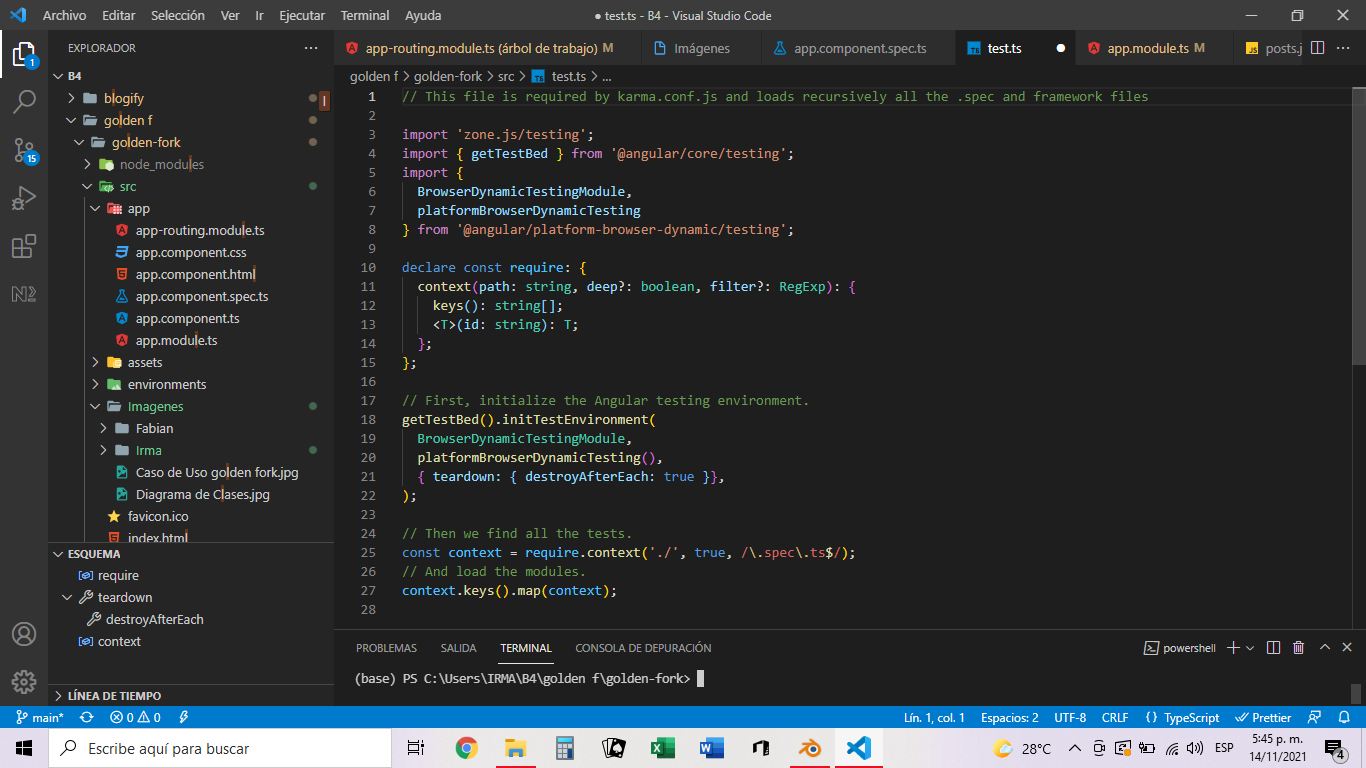 Archivo Editar Selección Ver Ir Ejecutar Terminal Ayuda
● test.ts - B4 - Visual Studio Code
EXPLORADOR
B4
blogify
golden f
golden-fork
node_modules
src
app
app-routing.module.ts
app.component.css
app.component.html
app.component.spec.ts
app.component.ts
app.module.ts
assets
environments
Imagenes
Fabian
Irma
Caso de Uso golden fork.jpg
Diagrama de Clases.jpg
favicon.ico
index.html
ESQUEMA
require
teardown
destroyAfterEach
context
LÍNEA DE TIEMPO
app-routing.module.ts (árbol de trabajo) M
Imágenes
app.component.spec.ts
test.ts
app.module.ts M
posts.j
golden f > golden-fork > src > test.ts > ...
1 // This file is required by karma.conf.js and loads recursively all the .spec and framework files
2
3 import 'zone.js/testing';
4 import { getTestBed } from '@angular/core/testing';
5 import {
6 BrowserDynamicTestingModule,
7 platformBrowserDynamicTesting
8 } from '@angular/platform-browser-dynamic/testing';
9
10 declare const require: {
11 context(path: string, deep?: boolean, filter?: RegExp): {
12 keys(): string[];
13 <T>(id: string): T;
14 };
15 };
16
17 // First, initialize the Angular testing environment.
18 getTestBed().initTestEnvironment(
19 BrowserDynamicTestingModule,
20 platformBrowserDynamicTesting(),
21 { teardown: { destroyAfterEach: true }},
22 );
23
24 // Then we find all the tests.
25 const context = require.context('./', true, /\.spec\.ts$/);
26 // And load the modules.
27 context.keys().map(context);
28
PROBLEMAS SALIDA TERMINAL CONSOLA DE DEPURACIÓN
powershell
(base) PS C:\Users\IRMA\B4\golden f\golden-fork>
1
15
main* 0 0
Lín. 1, col. 1 Espacios: 2 UTF-8 CRLF {} TypeScript Prettier
Escribe aquí para buscar
28°C
ESP
5:45 p. m.
14/11/2021
4